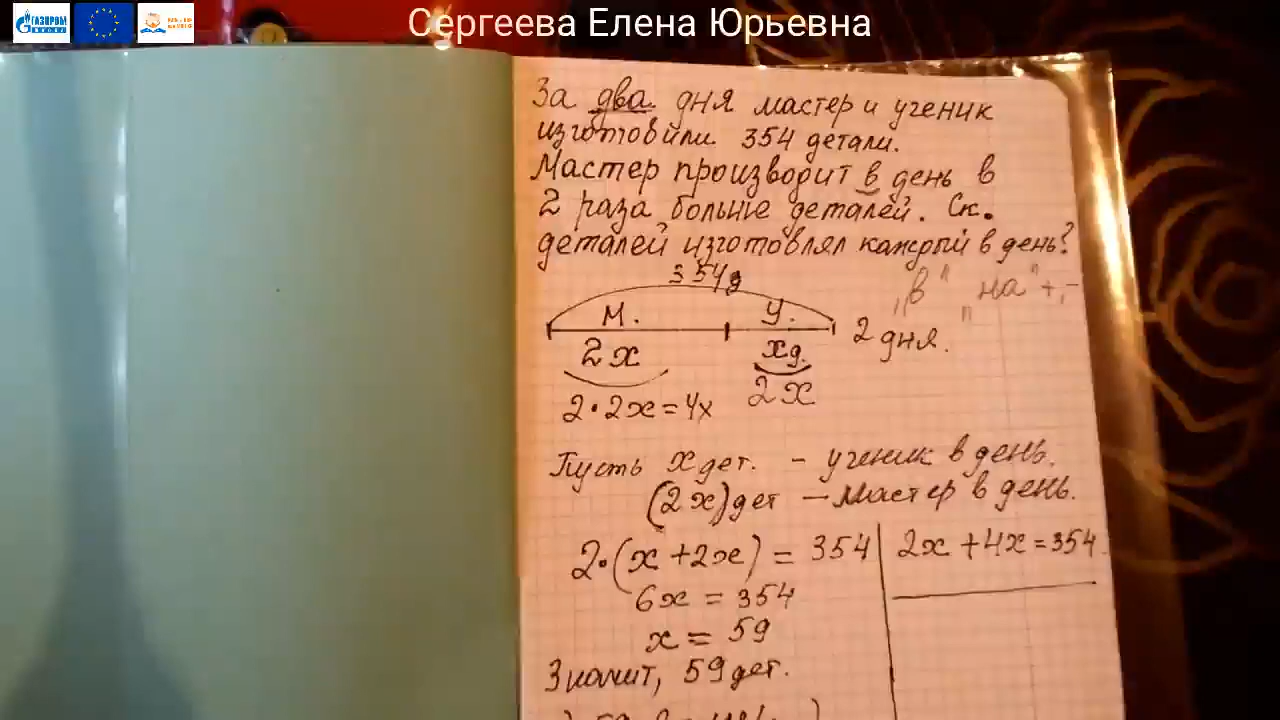 ГАЗПРОМ
Сергеева Елена Юрьевна
За два дня мастер и ученик
изготовили 354 детали.
Мастер производит в день в
2 раза больше деталей. Ск.
деталей изготовлял каждый в день?
354д
„в" „на" +,-
М. У.
2x xд. 2 дня.
2x
2·2x=4x
Пусть x дет. - ученик в день.
(2x)дет - Мастер в день.
2·(x+2x) = 354 2x+4x=354.
6x = 354
x = 59
Значит, 59 дет.